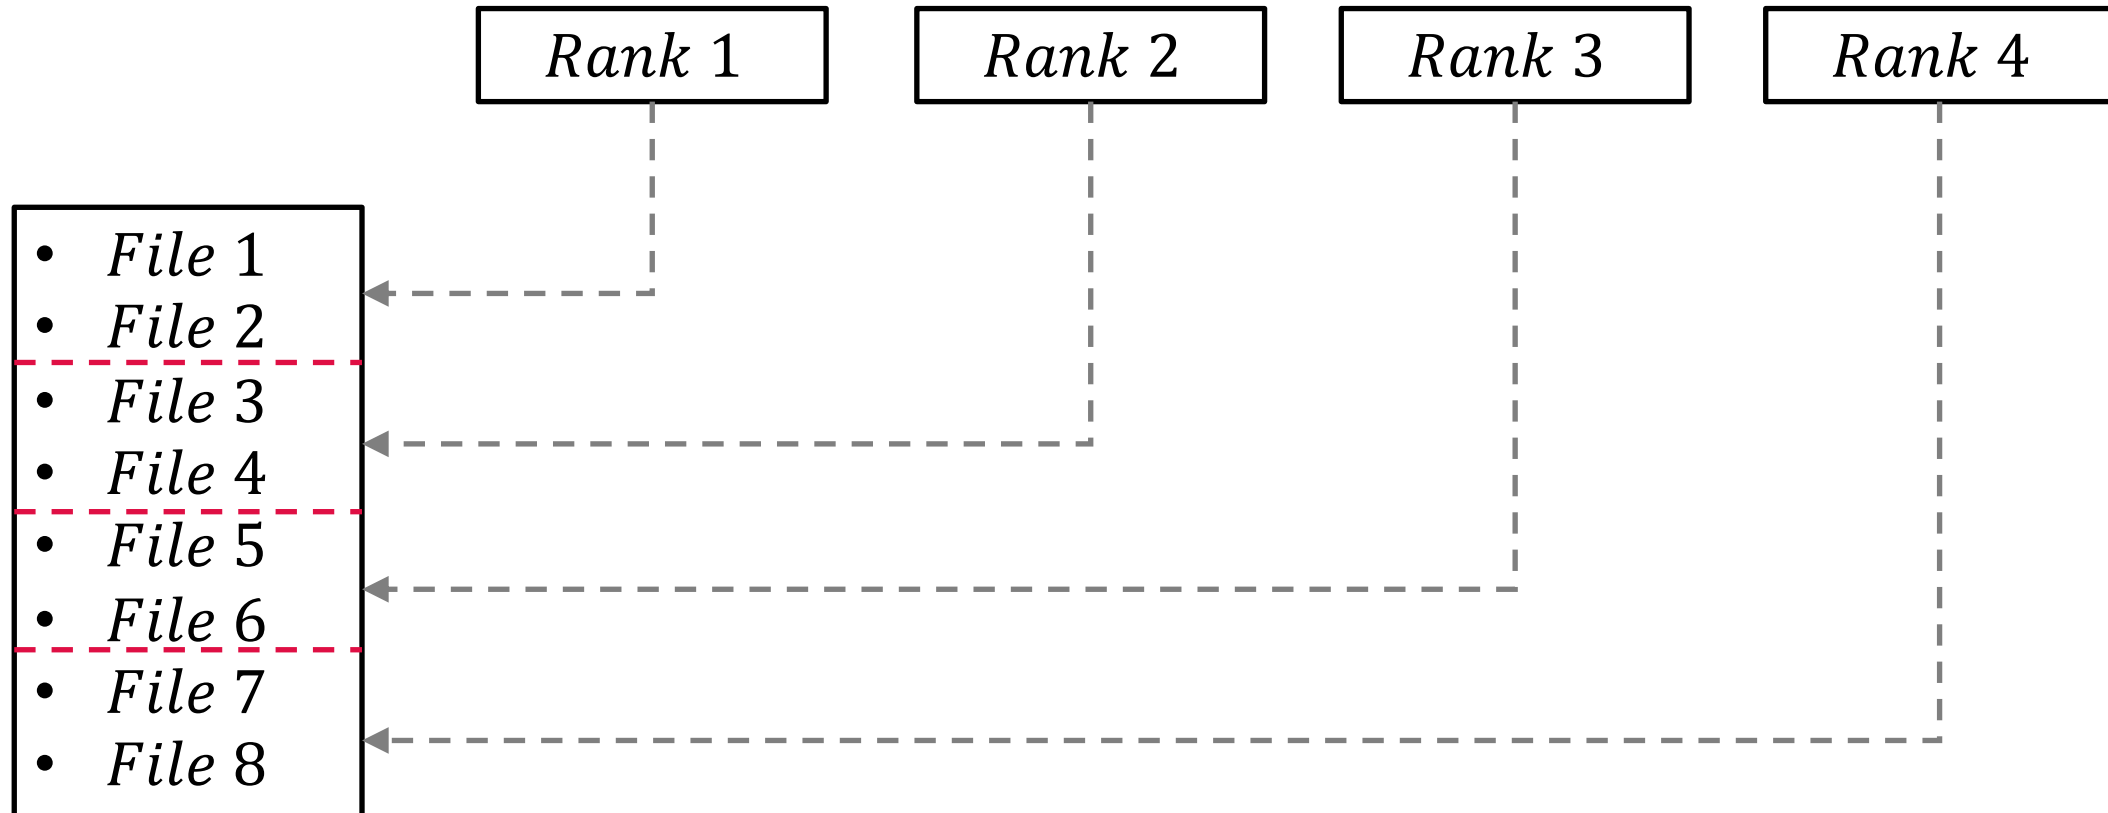 Rank 1
Rank 2
Rank 3
Rank 4
• File 1
• File 2
• File 3
• File 4
• File 5
• File 6
• File 7
• File 8